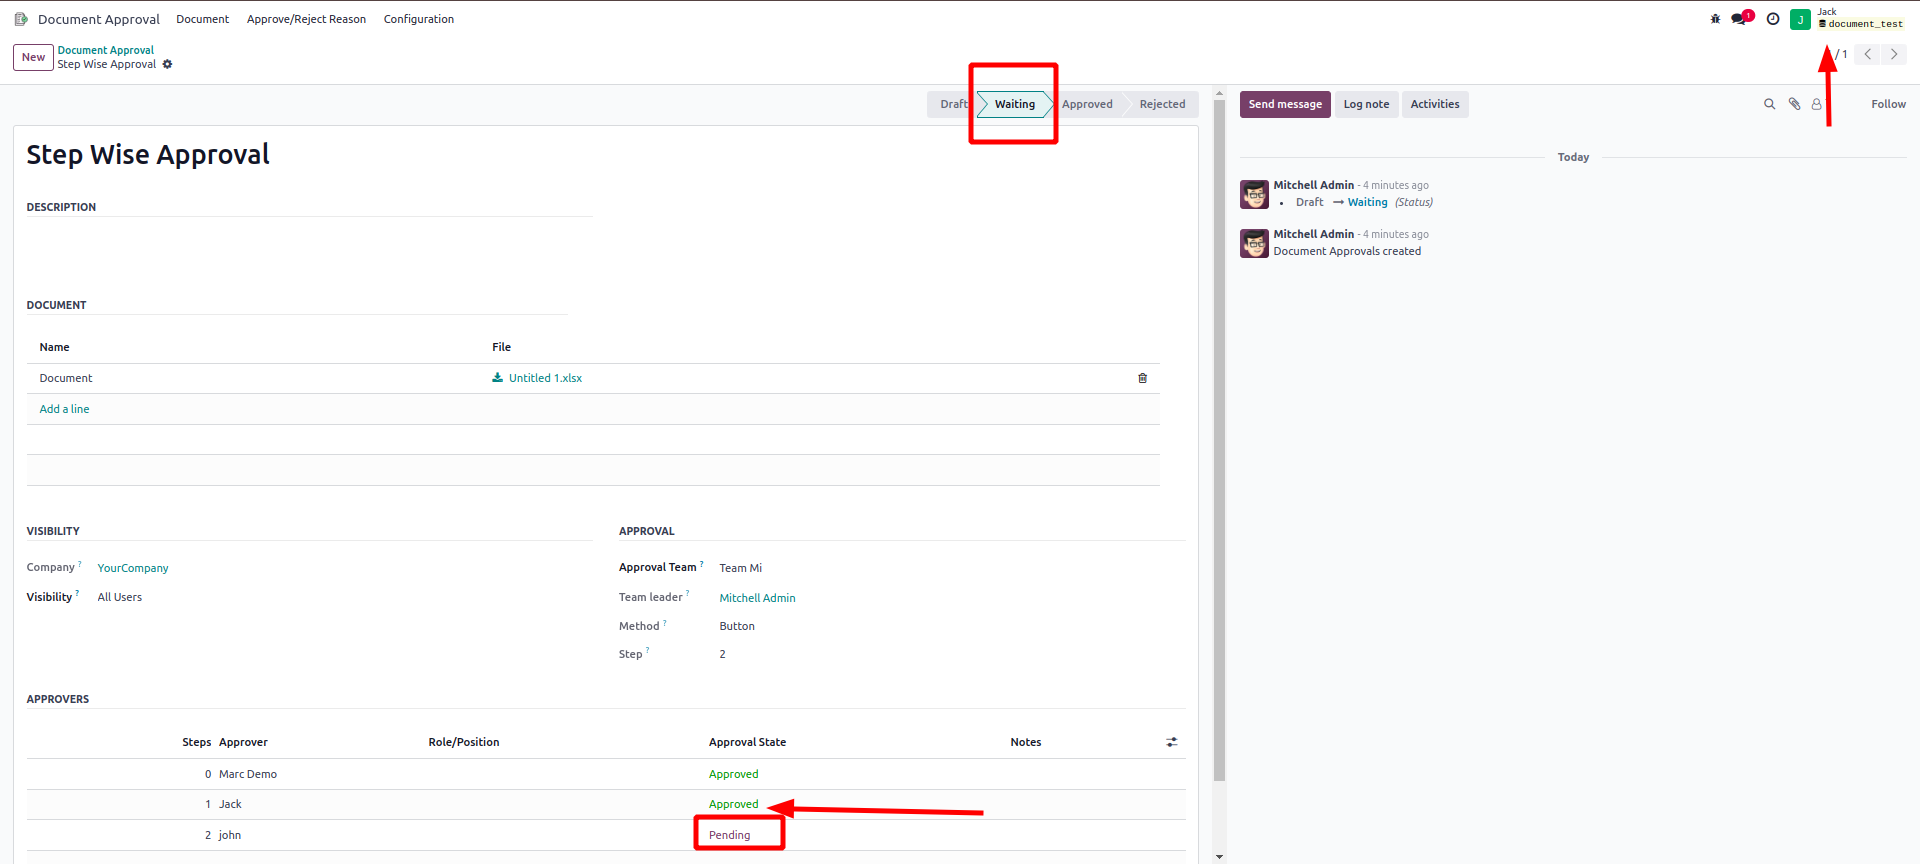 Document Approval Document Approve/Reject Reason Configuration 1 J Jack
document_test
New Document Approval
Step Wise Approval
/ 1
Draft Waiting Approved Rejected
Send message Log note Activities Follow
Step Wise Approval
Today
Mitchell Admin - 4 minutes ago
• Draft → Waiting (Status)
Mitchell Admin - 4 minutes ago
Document Approvals created
DESCRIPTION
DOCUMENT
Name File
Document Untitled 1.xlsx
Add a line
VISIBILITY
Company ? YourCompany
Visibility ? All Users
APPROVAL
Approval Team ? Team Mi
Team leader ? Mitchell Admin
Method ? Button
Step ? 2
APPROVERS
Steps Approver Role/Position Approval State Notes
0 Marc Demo Approved
1 Jack Approved
2 john Pending